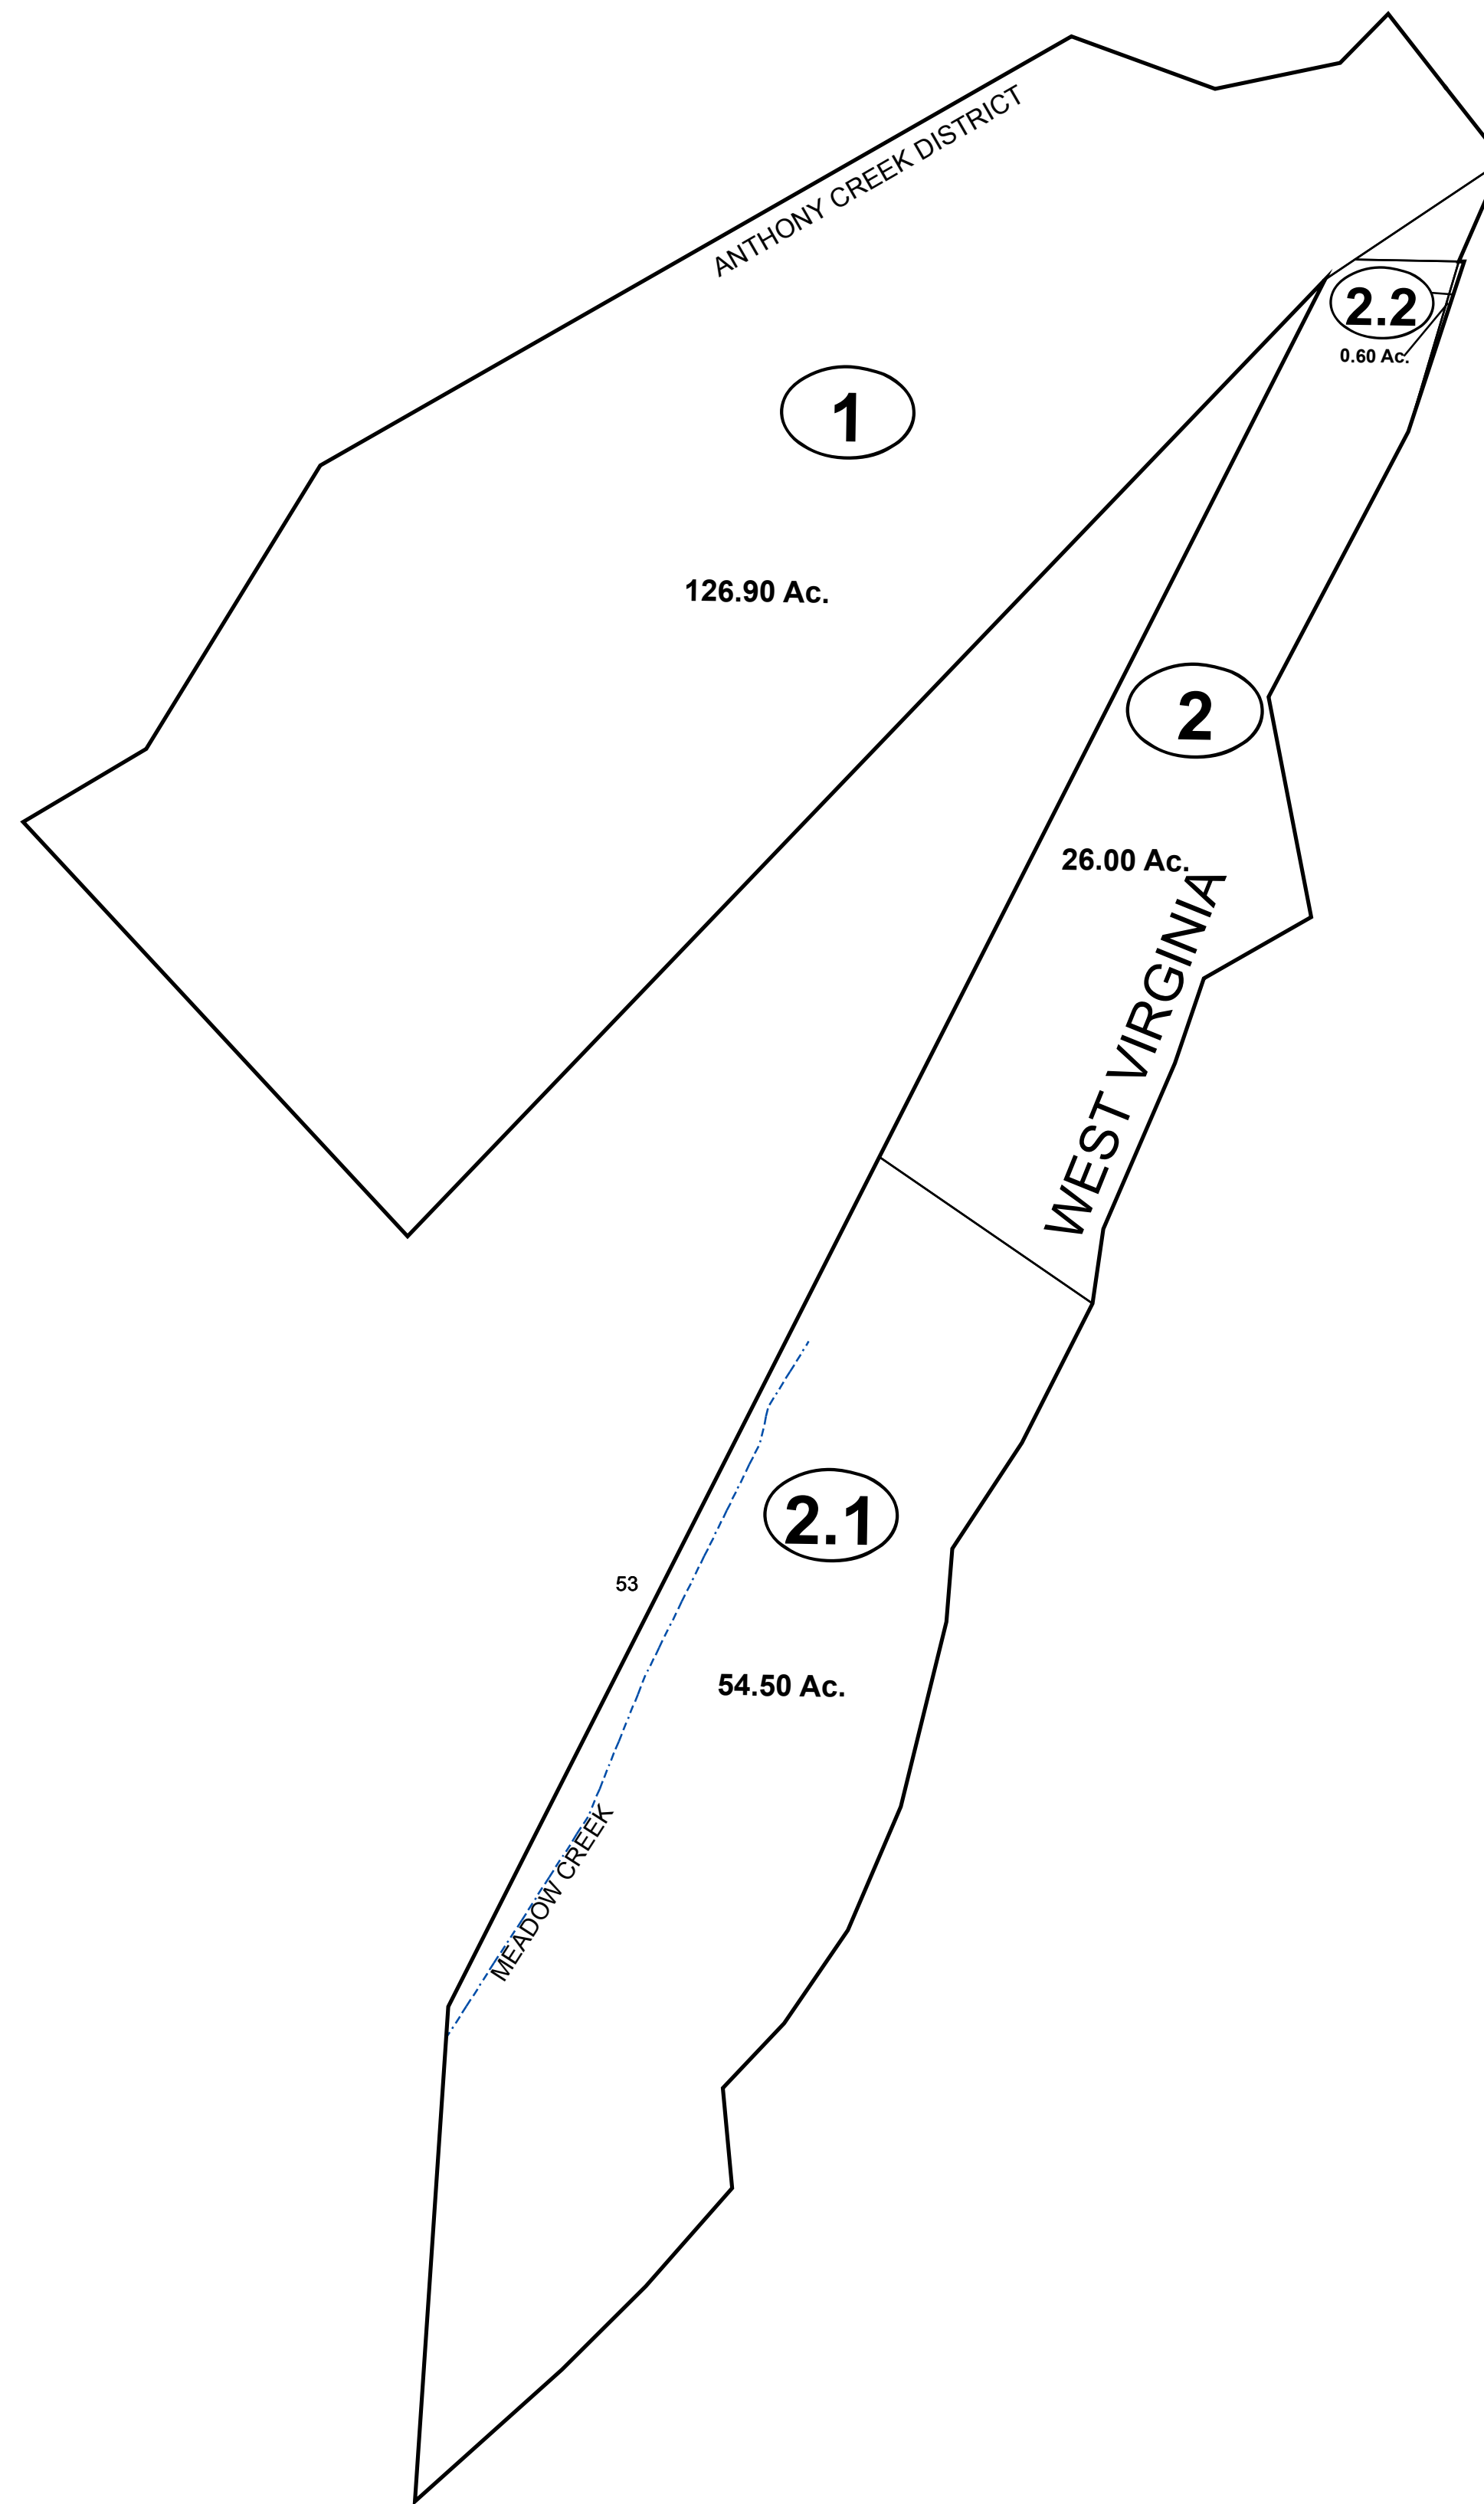 ANTHONY CREEK DISTRICT
2.2
0.60 Ac.
1
126.90 Ac.
2
26.00 Ac.
WEST VIRGINIA
2.1
53
54.50 Ac.
MEADOW CREEK